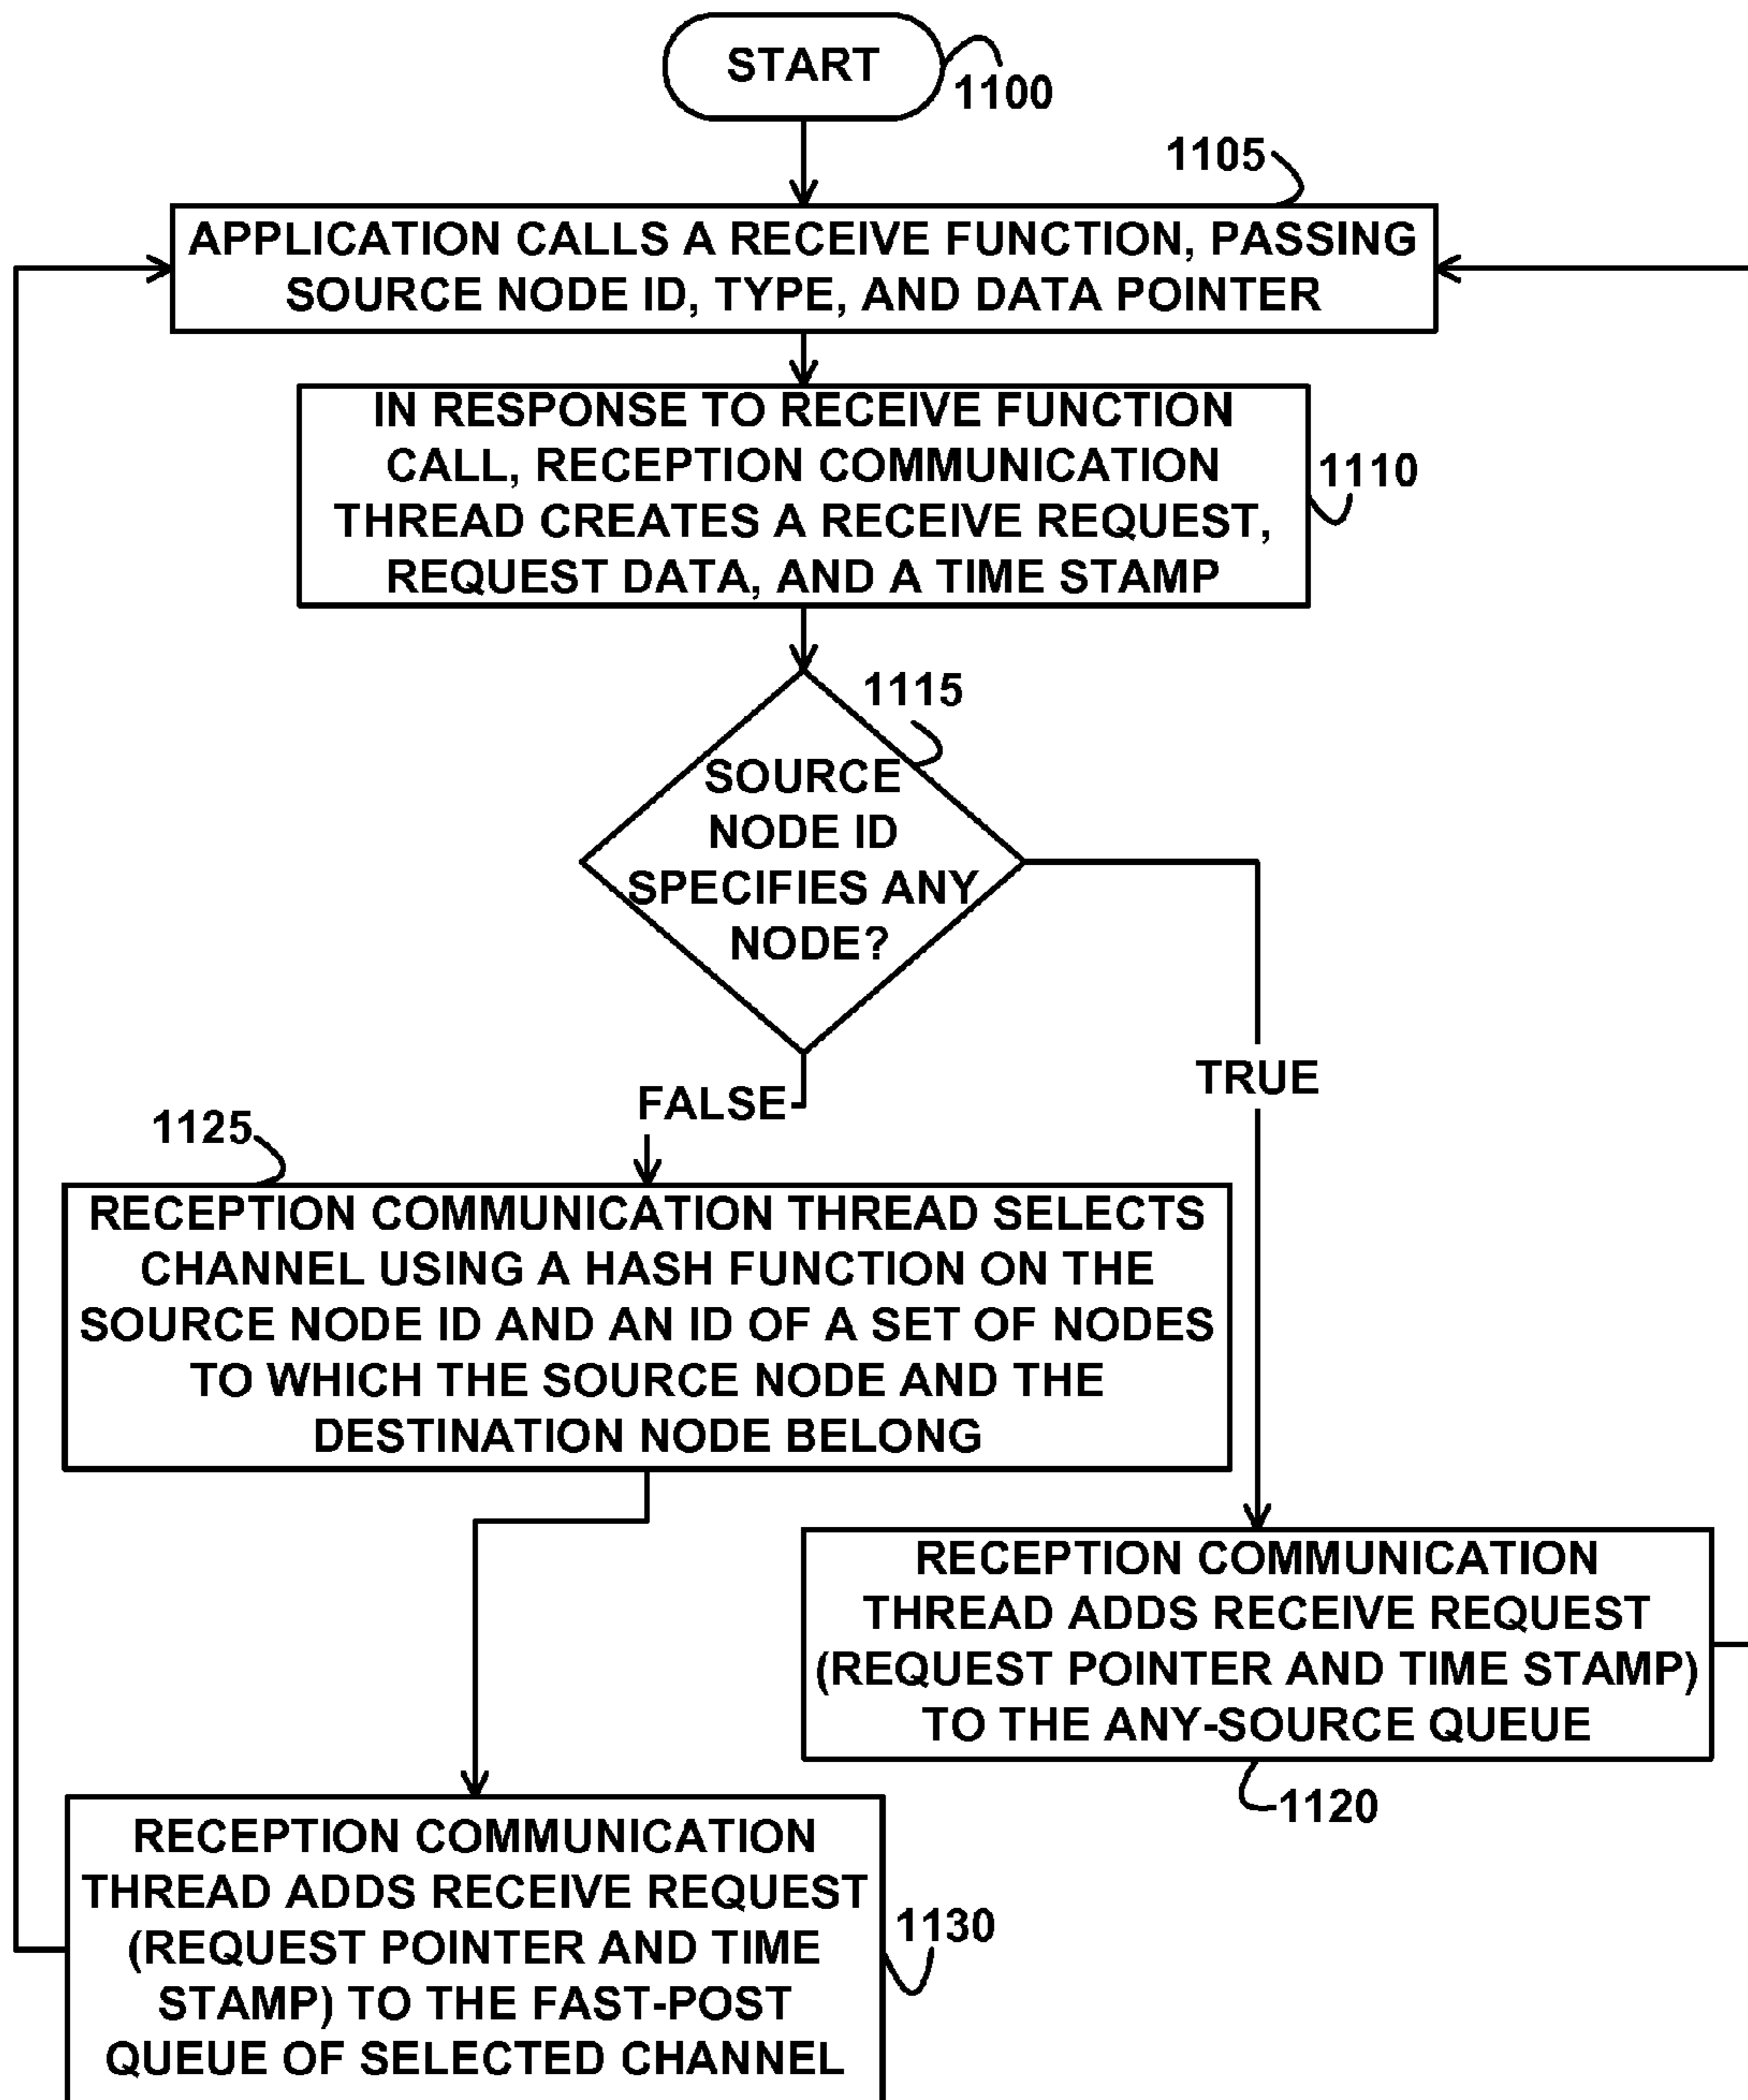 START
1100
1105
APPLICATION CALLS A RECEIVE FUNCTION, PASSING
SOURCE NODE ID, TYPE, AND DATA POINTER
IN RESPONSE TO RECEIVE FUNCTION
CALL, RECEPTION COMMUNICATION
THREAD CREATES A RECEIVE REQUEST,
REQUEST DATA, AND A TIME STAMP
1110
1115
SOURCE
NODE ID
SPECIFIES ANY
NODE?
TRUE
FALSE
1125
RECEPTION COMMUNICATION THREAD SELECTS
CHANNEL USING A HASH FUNCTION ON THE
SOURCE NODE ID AND AN ID OF A SET OF NODES
TO WHICH THE SOURCE NODE AND THE
DESTINATION NODE BELONG
RECEPTION COMMUNICATION
THREAD ADDS RECEIVE REQUEST
(REQUEST POINTER AND TIME STAMP)
TO THE ANY-SOURCE QUEUE
1120
RECEPTION COMMUNICATION
THREAD ADDS RECEIVE REQUEST
(REQUEST POINTER AND TIME
STAMP) TO THE FAST-POST
QUEUE OF SELECTED CHANNEL
1130